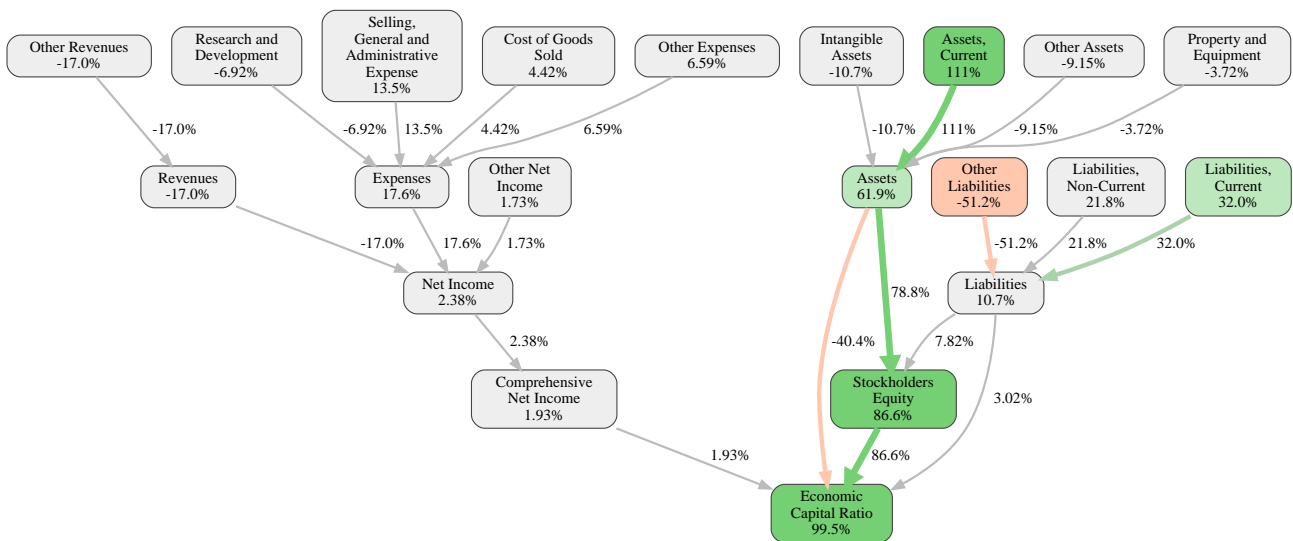 Other Revenues
-17.0%
Research and
Development
-6.92%
Selling,
General and
Administrative
Expense
13.5%
Cost of Goods
Sold
4.42%
Other Expenses
6.59%
Intangible
Assets
-10.7%
Assets,
Current
111%
Other Assets
-9.15%
Property and
Equipment
-3.72%
-17.0%
-6.92%
13.5%
4.42%
6.59%
-10.7%
111%
-9.15%
-3.72%
Revenues
-17.0%
Expenses
17.6%
Other Net
Income
1.73%
Assets
61.9%
Other
Liabilities
-51.2%
Liabilities,
Non-Current
21.8%
Liabilities,
Current
32.0%
-17.0%
17.6%
1.73%
-51.2%
21.8%
32.0%
Net Income
2.38%
78.8%
Liabilities
10.7%
2.38%
-40.4%
7.82%
Comprehensive
Net Income
1.93%
Stockholders
Equity
86.6%
3.02%
1.93%
86.6%
Economic
Capital Ratio
99.5%